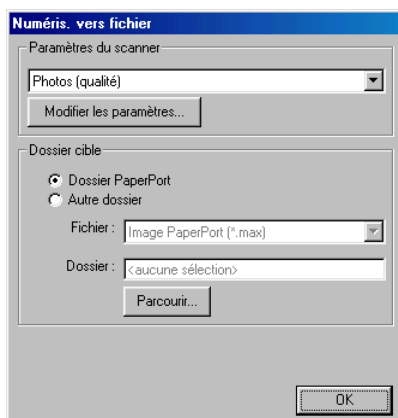 Numéris. vers fichier
Paramètres du scanner
Photos (qualité)
Modifier les paramètres...
Dossier cible
Dossier PaperPort
Autre dossier
Fichier : Image PaperPort (*.max)
Dossier : <aucune sélection>
Parcourir...
OK